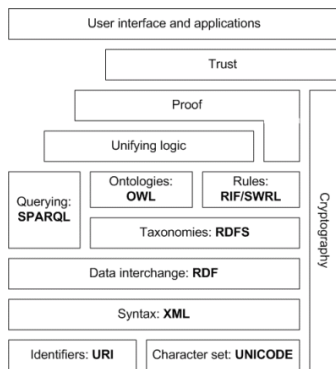 User interface and applications
Trust
Proof
Unifying logic
Querying:
SPARQL
Ontologies:
OWL
Rules:
RIF/SWRL
Taxonomies: RDFS
Cryptography
Data interchange: RDF
Syntax: XML
Identifiers: URI
Character set: UNICODE